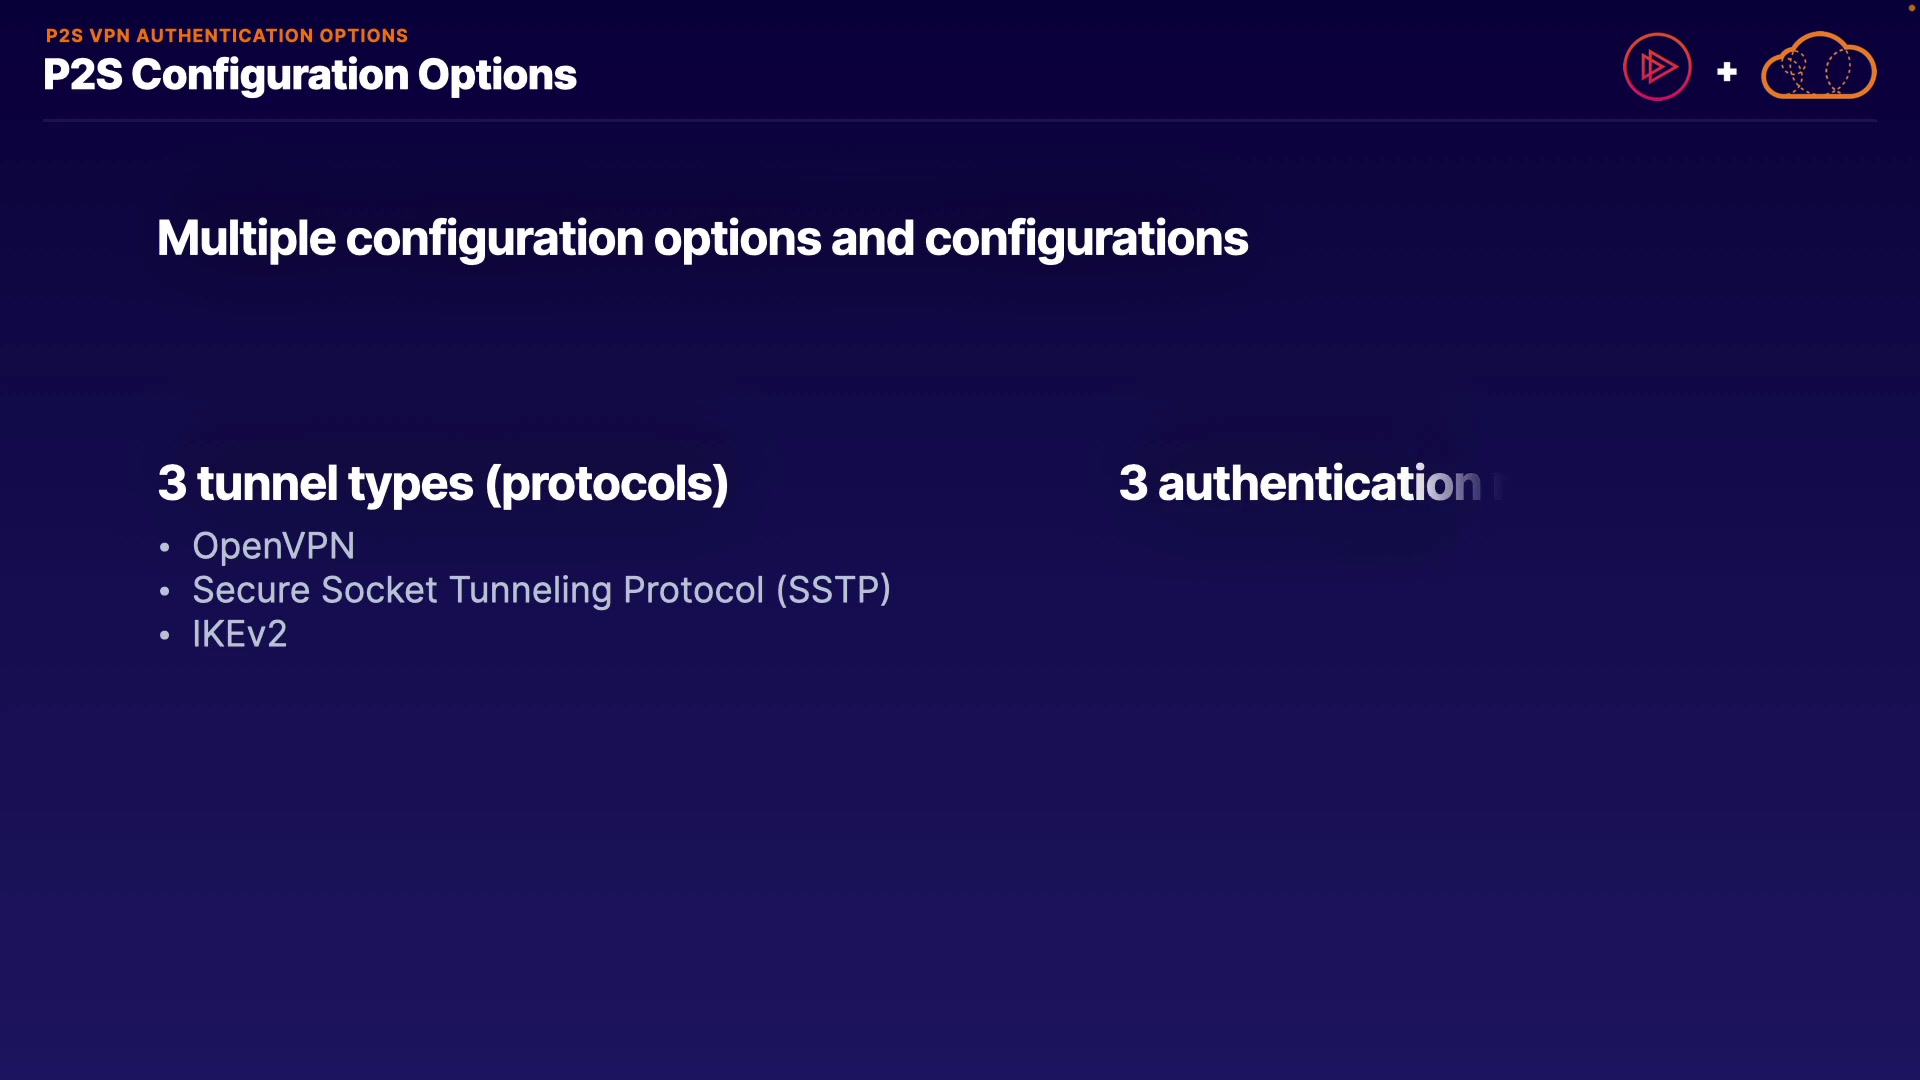 P2S VPN AUTHENTICATION OPTIONS
P2S Configuration Options
+
Multiple configuration options and configurations
3 tunnel types (protocols)
• OpenVPN
• Secure Socket Tunneling Protocol (SSTP)
• IKEv2
3 authentication